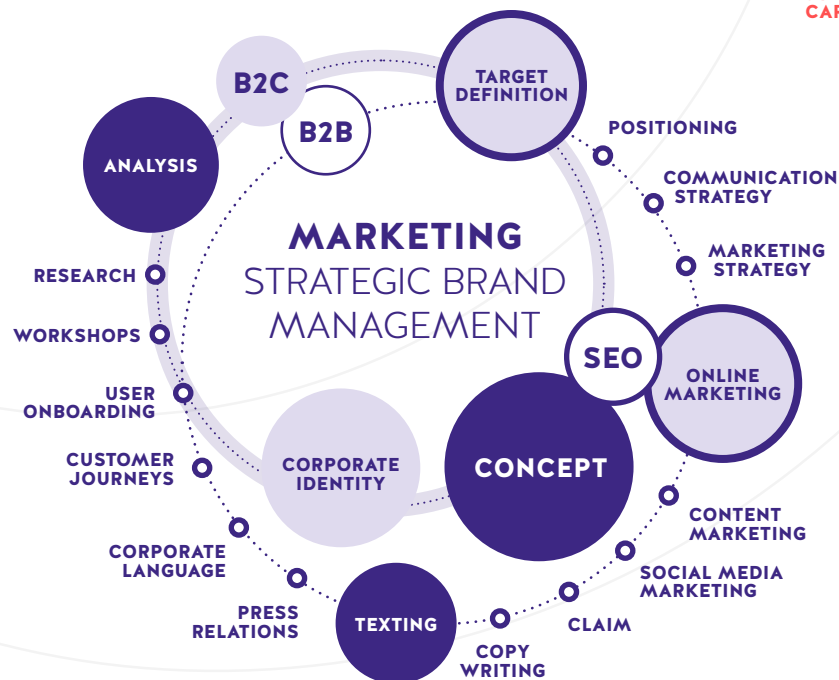 CAR
B2C
TARGET
DEFINITION
B2B
POSITIONING
ANALYSIS
COMMUNICATION
STRATEGY
MARKETING
STRATEGIC BRAND
MANAGEMENT
MARKETING
STRATEGY
RESEARCH
WORKSHOPS
SEO
ONLINE
MARKETING
USER
ONBOARDING
CORPORATE
IDENTITY
CONCEPT
CUSTOMER
JOURNEYS
CONTENT
MARKETING
CORPORATE
LANGUAGE
SOCIAL MEDIA
MARKETING
PRESS
RELATIONS
TEXTING
CLAIM
COPY
WRITING